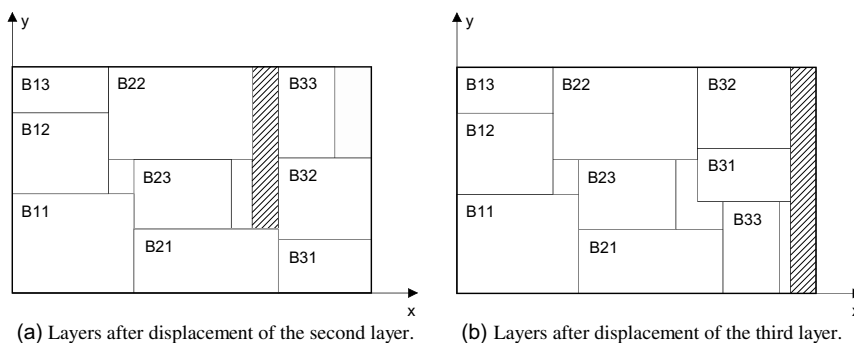 y
B13
B22
B33
B12
B23
B32
B11
B21
B31
x
(a) Layers after displacement of the second layer.
y
B13
B22
B32
B12
B31
B23
B11
B33
B21
x
(b) Layers after displacement of the third layer.